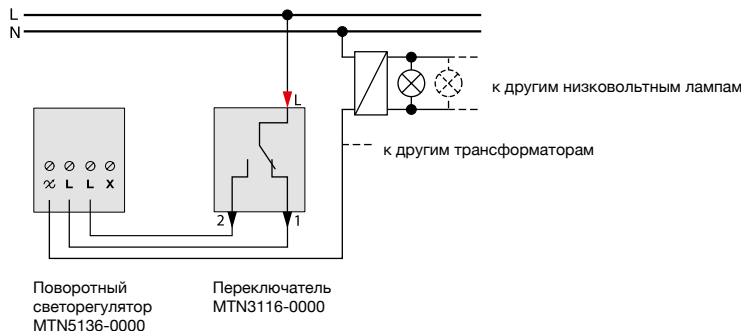 L
N
L
к другим низковольтным лампам
к другим трансформаторам
L L X
2 1
Поворотный
светорегулятор
MTN5136-0000
Переключатель
MTN3116-0000